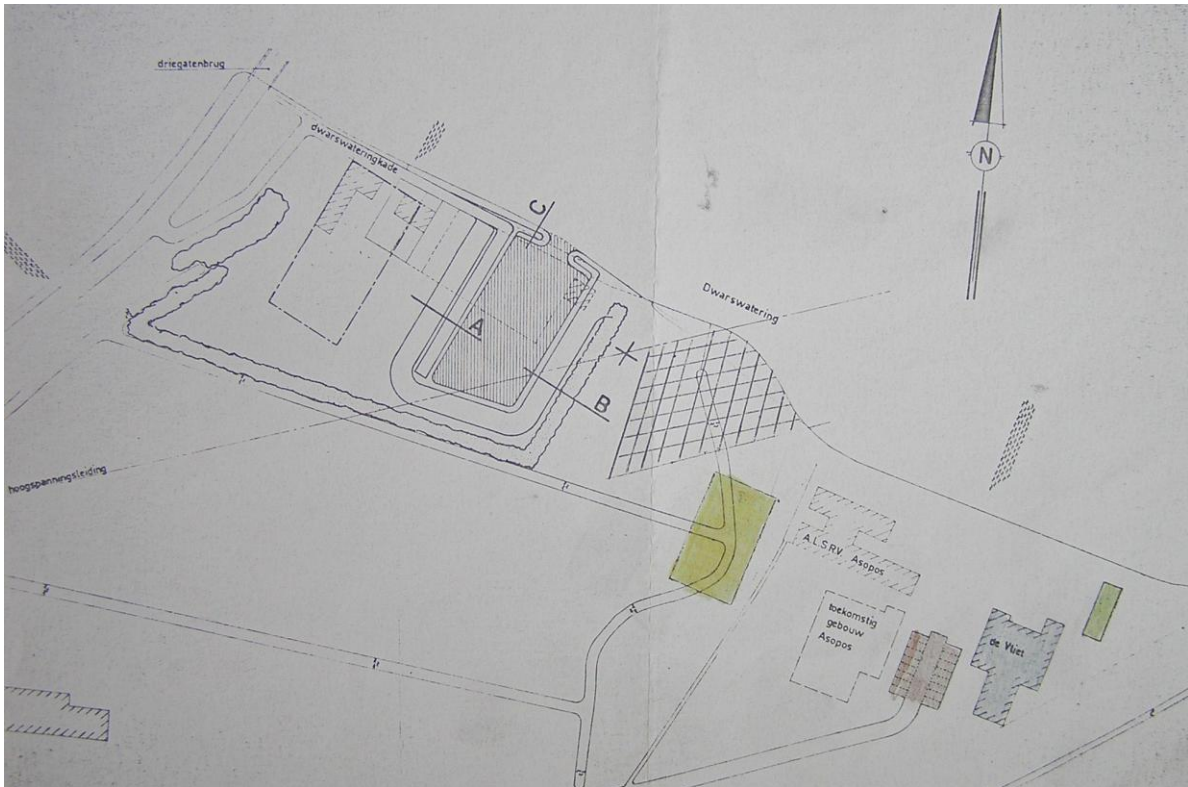 driegatenbrug
N
dwarswateringkade
C
Dwarswatering
A
B
hoogspanningsleiding
A.L.S.R.V. Asopos
toekomstig
gebouw
Asopos
de Vliet